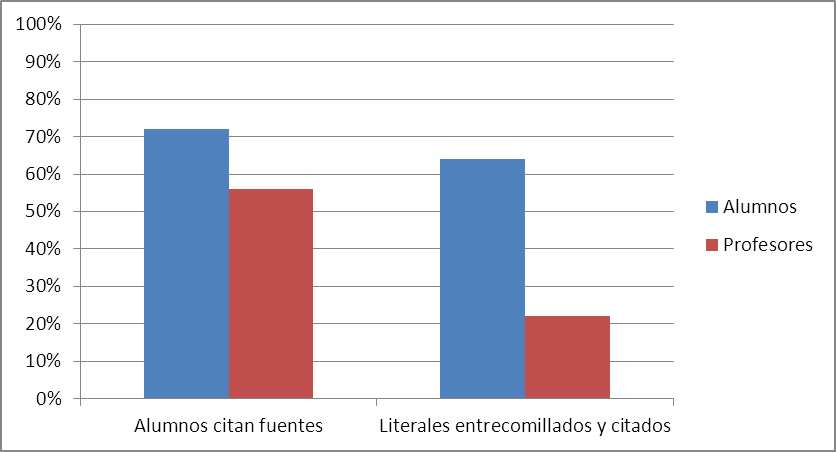 100%
90%
80%
70%
60%
50%
40%
30%
20%
10%
0%
Alumnos citan fuentes
Literales entrecomillados y citados
Alumnos
Profesores